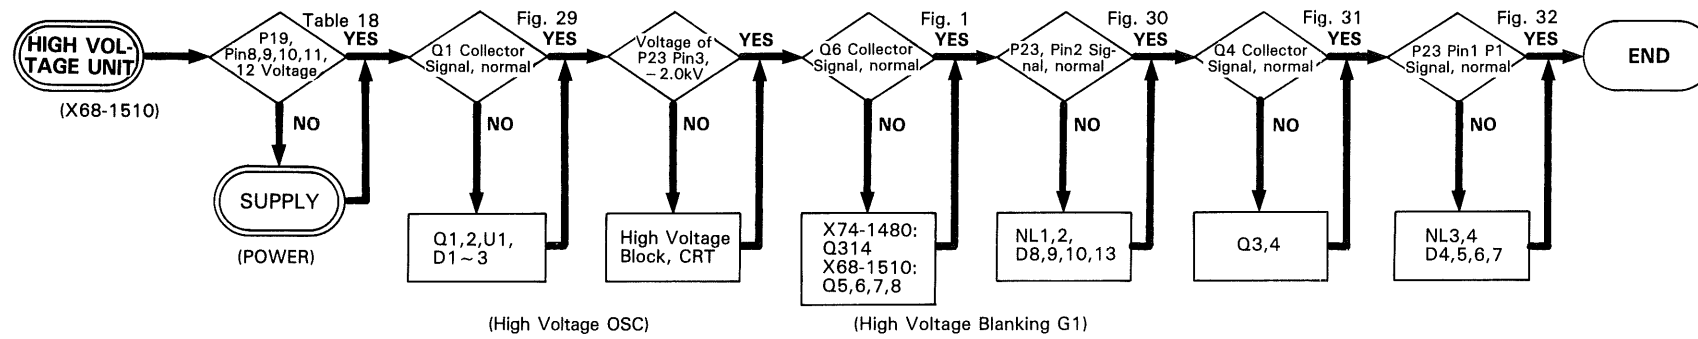 HIGH VOL-
TAGE UNIT
(X68-1510)
P19,
Pin8,9,10,11,
12 Voltage
Table 18
YES
NO
SUPPLY
(POWER)
Q1 Collector
Signal, normal
Fig. 29
YES
NO
Q1,2,U1,
D1~3
(High Voltage OSC)
Voltage of
P23 Pin3,
−2.0kV
YES
NO
High Voltage
Block, CRT
Q6 Collector
Signal, normal
Fig. 1
YES
NO
X74-1480:
Q314
X68-1510:
Q5,6,7,8
(High Voltage Blanking G1)
P23, Pin2 Sig-
nal, normal
Fig. 30
YES
NO
NL1,2,
D8,9,10,13
Q4 Collector
Signal, normal
Fig. 31
YES
NO
Q3,4
P23 Pin1 P1
Signal, normal
Fig. 32
YES
NO
NL3,4
D4,5,6,7
END